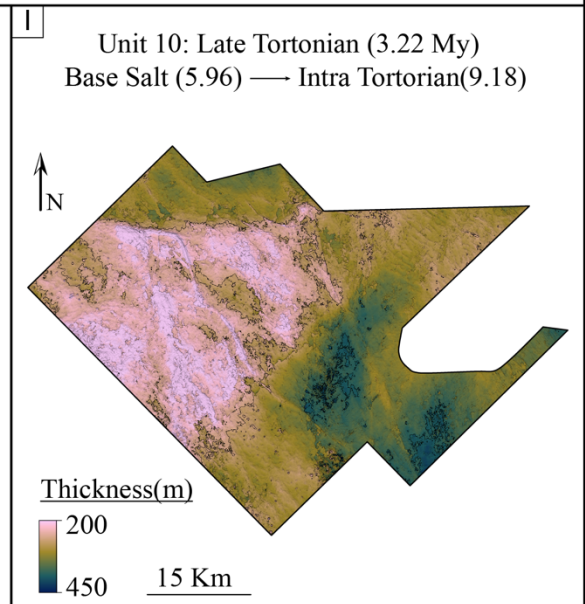 I
Unit 10: Late Tortonian (3.22 My)
Base Salt (5.96) ⟶ Intra Tortorian(9.18)
N
Thickness(m)
200
450
15 Km